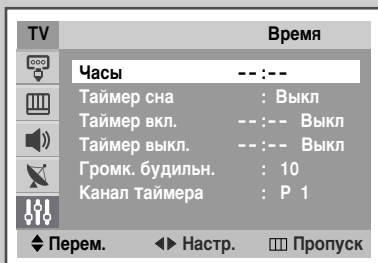 TV Время
Часы --:--
Таймер сна : Выкл
Таймер вкл. --:-- Выкл
Таймер выкл. --:-- Выкл
Громк. будильн. : 10
Канал таймера : P 1
Перем. Настр. Пропуск